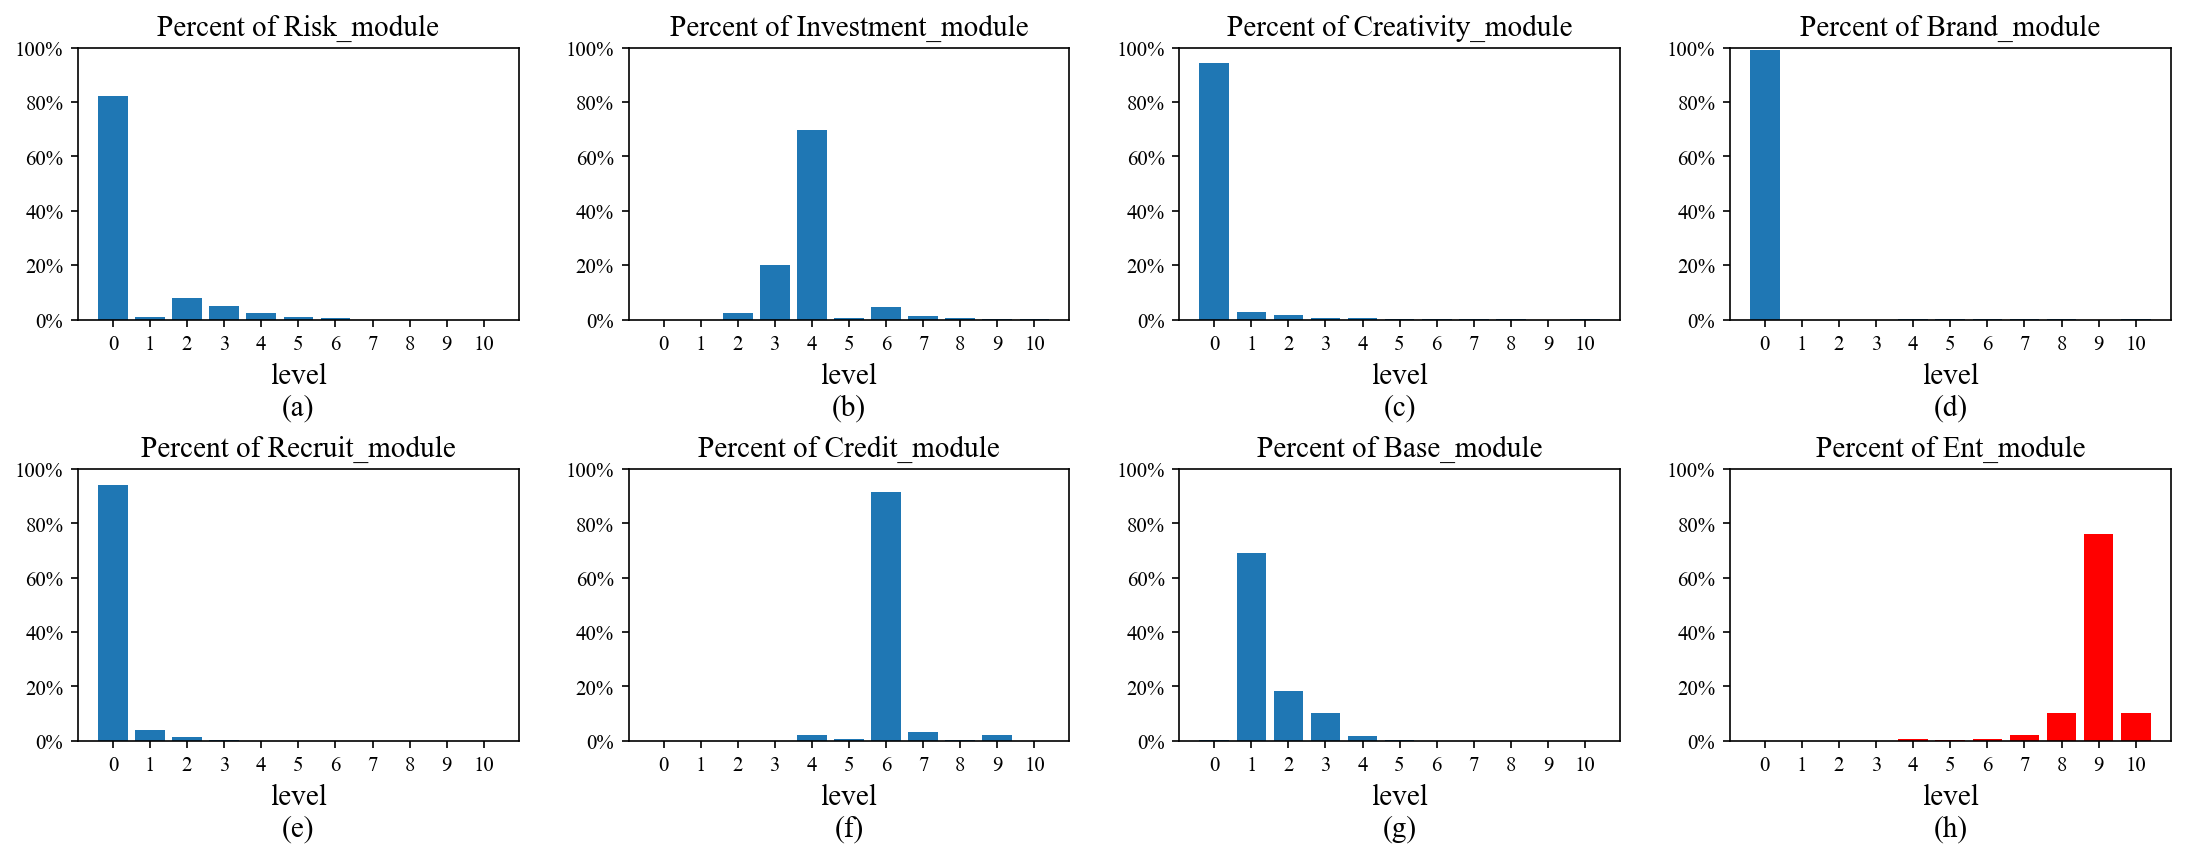 Percent of Risk_module
100%
80%
60%
40%
20%
0%
0 1 2 3 4 5 6 7 8 9 10
level
(a)
Percent of Investment_module
100%
80%
60%
40%
20%
0%
0 1 2 3 4 5 6 7 8 9 10
level
(b)
Percent of Creativity_module
100%
80%
60%
40%
20%
0%
0 1 2 3 4 5 6 7 8 9 10
level
(c)
Percent of Brand_module
100%
80%
60%
40%
20%
0%
0 1 2 3 4 5 6 7 8 9 10
level
(d)
Percent of Recruit_module
100%
80%
60%
40%
20%
0%
0 1 2 3 4 5 6 7 8 9 10
level
(e)
Percent of Credit_module
100%
80%
60%
40%
20%
0%
0 1 2 3 4 5 6 7 8 9 10
level
(f)
Percent of Base_module
100%
80%
60%
40%
20%
0%
0 1 2 3 4 5 6 7 8 9 10
level
(g)
Percent of Ent_module
100%
80%
60%
40%
20%
0%
0 1 2 3 4 5 6 7 8 9 10
level
(h)